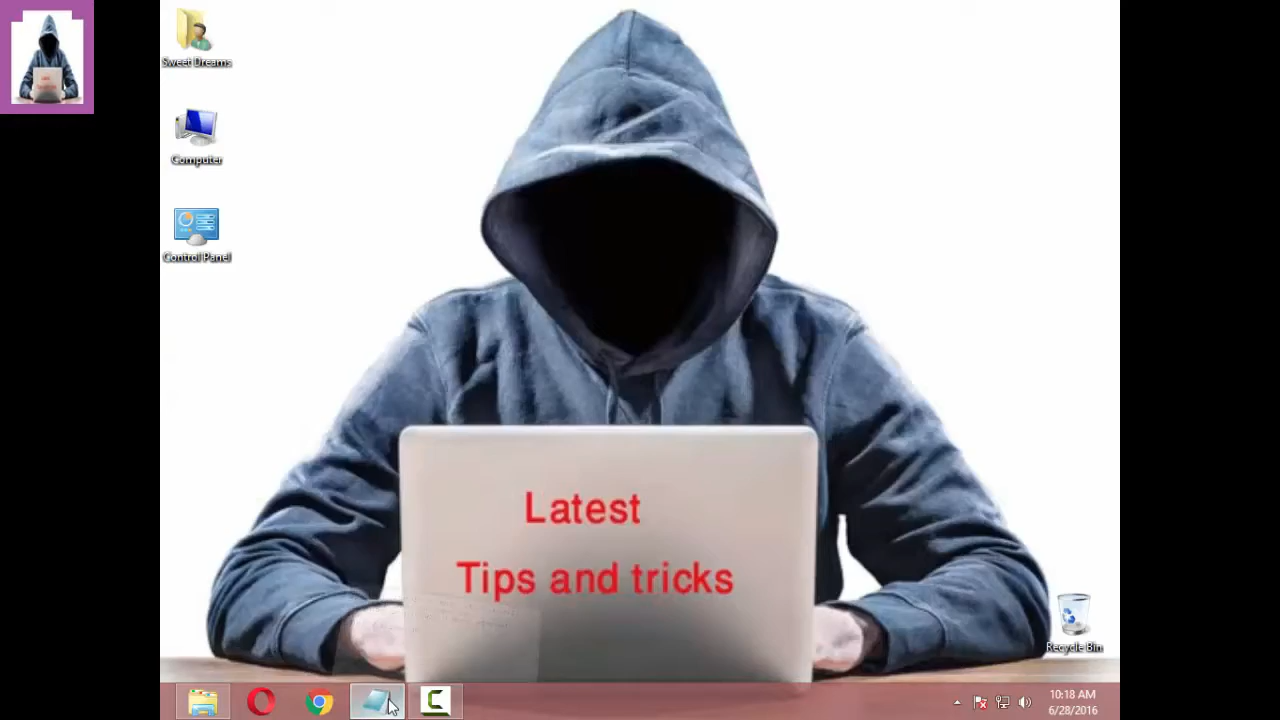 Sweet Dreams
Computer
Control Panel
Latest
Tips and tricks
Recycle Bin
10:18 AM
6/28/2016